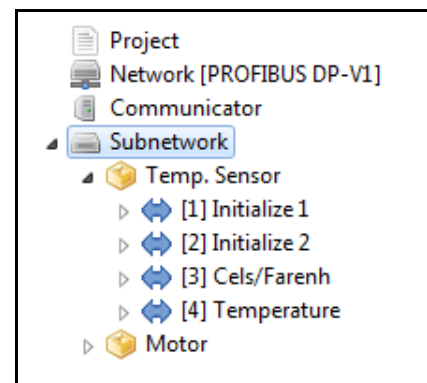 Project
Network [PROFIBUS DP-V1]
Communicator
Subnetwork
Temp. Sensor
[1] Initialize 1
[2] Initialize 2
[3] Cels/Farenh
[4] Temperature
Motor